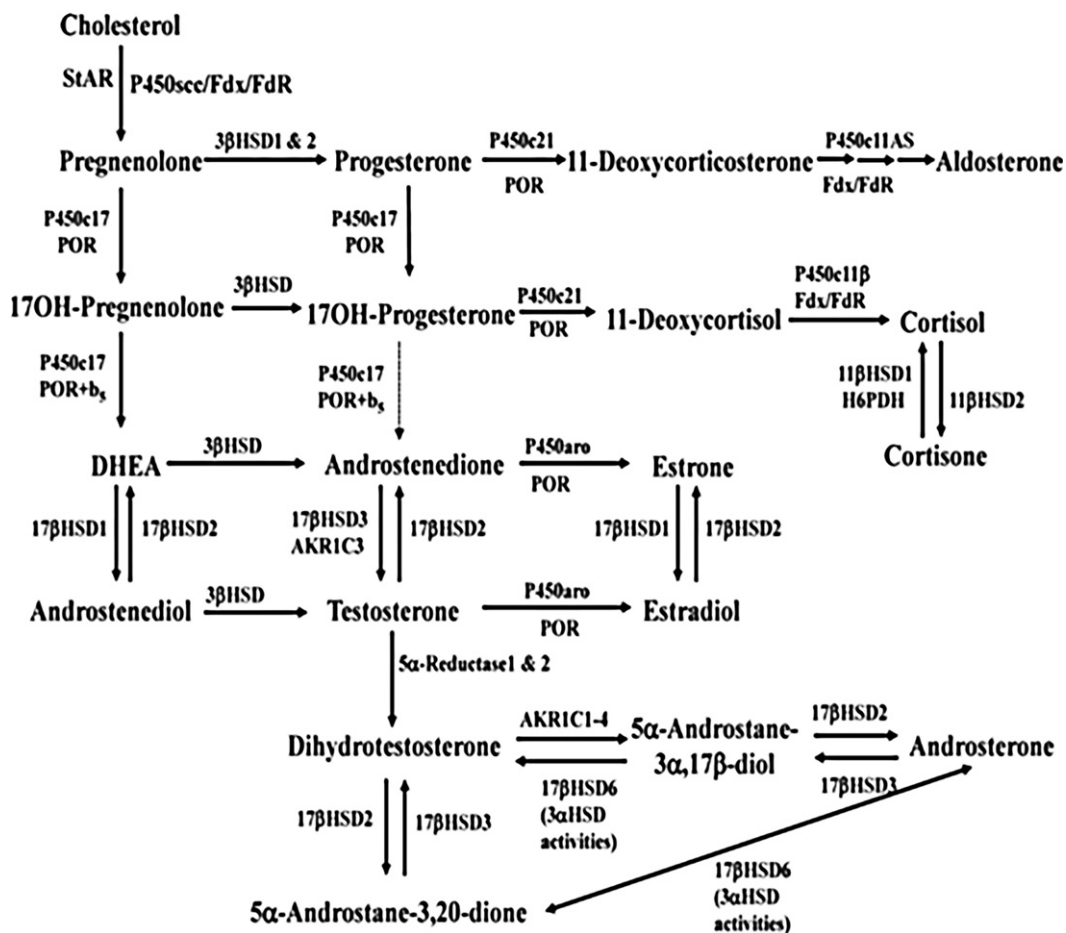 Cholesterol
StAR
P450scc/Fdx/FdR
Pregnenolone
3βHSD1 & 2
Progesterone
P450c21
POR
11-Deoxycorticosterone
P450c11AS
Fdx/FdR
Aldosterone
P450c17
POR
P450c17
POR
17OH-Pregnenolone
3βHSD
17OH-Progesterone
P450c21
POR
11-Deoxycortisol
P450c11β
Fdx/FdR
Cortisol
P450c17
POR+b5
P450c17
POR+b5
11βHSD1
H6PDH
11βHSD2
Cortisone
DHEA
3βHSD
Androstenedione
P450aro
POR
Estrone
17βHSD1
17βHSD2
17βHSD3
AKR1C3
17βHSD2
17βHSD1
17βHSD2
Androstenediol
3βHSD
Testosterone
P450aro
POR
Estradiol
5α-Reductase1 & 2
Dihydrotestosterone
AKR1C1-4
17βHSD6
(3αHSD
activities)
5α-Androstane-
3α,17β-diol
17βHSD2
17βHSD3
Androsterone
17βHSD2
17βHSD3
17βHSD6
(3αHSD
activities)
5α-Androstane-3,20-dione